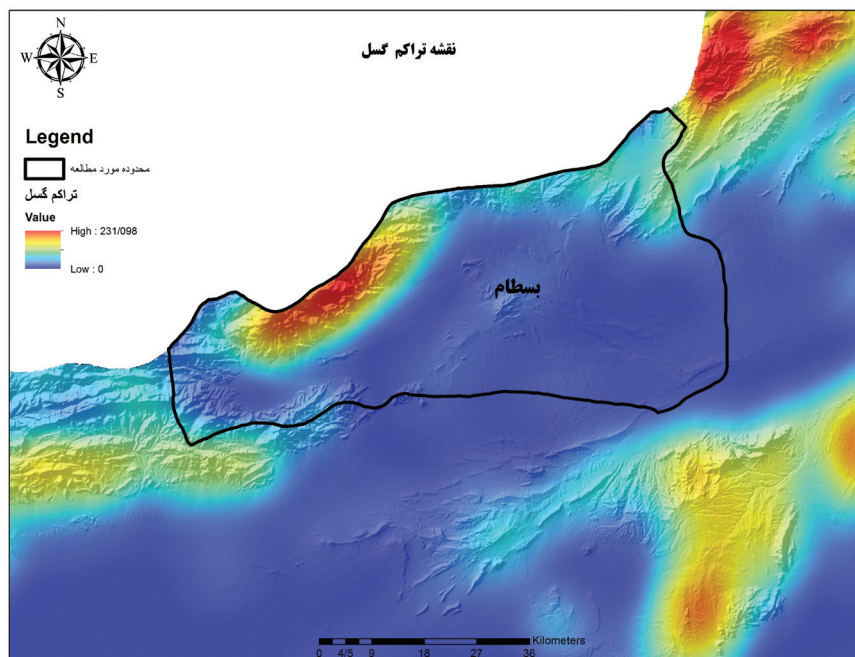 نقشه تراکم گسل
N
W E
S
Legend
محدوده مورد مطالعه
تراکم گسل
Value
High : 231/098
Low : 0
بسطام
Kilometers
0 4/5 9 18 27 36